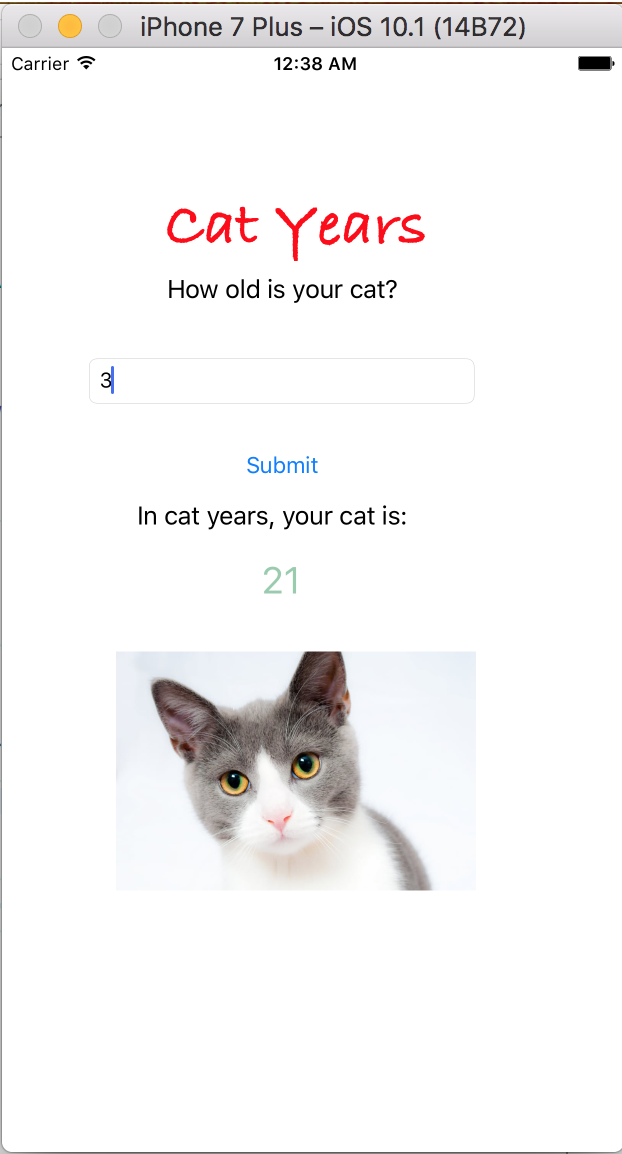 iPhone 7 Plus – iOS 10.1 (14B72)
Carrier 12:38 AM
Cat Years
How old is your cat?
3
Submit
In cat years, your cat is:
21